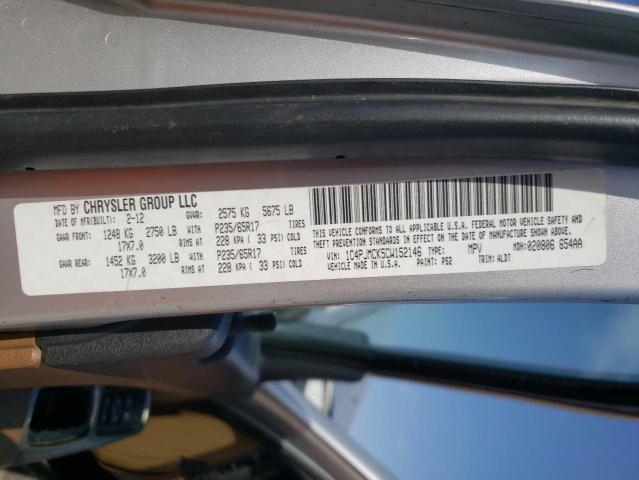 MFD BY CHRYSLER GROUP LLC
DATE OF MFR(BUILT): 2-12 GVWR: 2575 KG 5675 LB
GAWR FRONT: 1248 KG 2750 LB WITH P235/65R17 TIRES
17X7.0 RIMS AT 228 KPA ( 33 PSI) COLD
GAWR REAR: 1452 KG 3200 LB WITH P235/65R17 TIRES
17X7.0 RIMS AT 228 KPA ( 33 PSI) COLD
THIS VEHICLE CONFORMS TO ALL APPLICABLE U.S.A. FEDERAL MOTOR VEHICLE SAFETY AND
THEFT PREVENTION STANDARDS IN EFFECT ON THE DATE OF MANUFACTURE SHOWN ABOVE.
VIN: 1C4PJMCK5CW152146 TYPE: MPV MDH: 020806 654AA
VEHICLE MADE IN U.S.A. PAINT: PS2 TRIM: ALDT